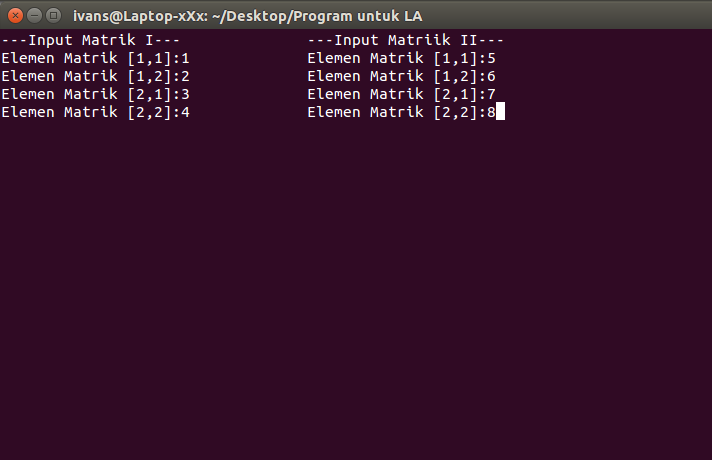 ivans@Laptop-xXx: ~/Desktop/Program untuk LA
---Input Matrik I--- ---Input Matriik II---
Elemen Matrik [1,1]:1 Elemen Matrik [1,1]:5
Elemen Matrik [1,2]:2 Elemen Matrik [1,2]:6
Elemen Matrik [2,1]:3 Elemen Matrik [2,1]:7
Elemen Matrik [2,2]:4 Elemen Matrik [2,2]:8